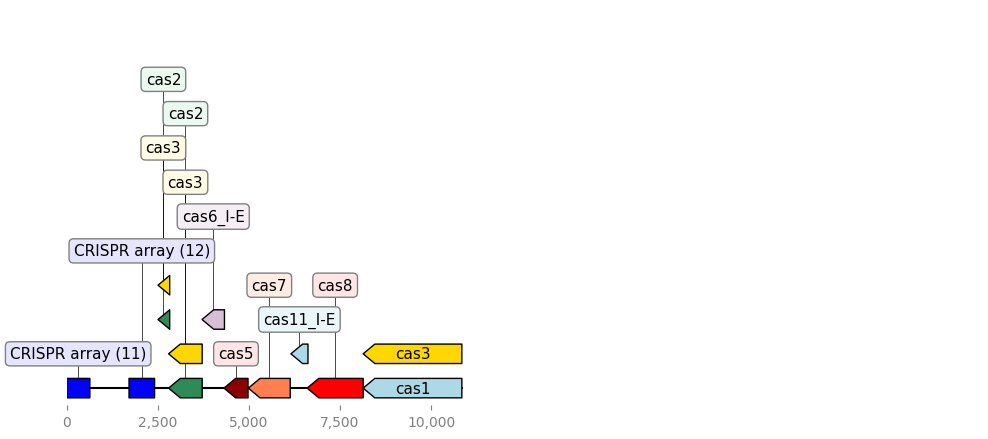 cas2
cas2
cas3
cas3
cas6_I-E
CRISPR array (12)
cas7 cas8
cas11_I-E
CRISPR array (11) cas5 cas3
cas1
0 2,500 5,000 7,500 10,000